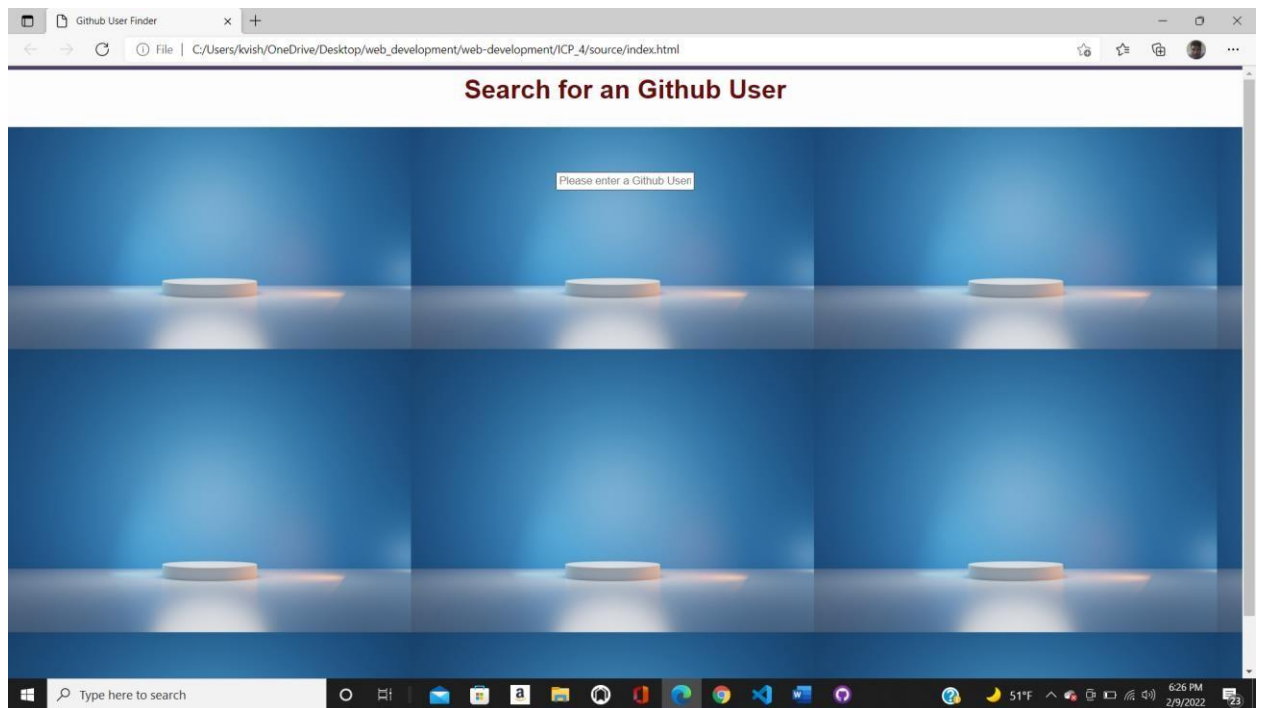 Github User Finder
File | C:/Users/kvish/OneDrive/Desktop/web_development/web-development/ICP_4/source/index.html
Search for an Github User
Please enter a Github User
Type here to search
a
W
51°F
6:26 PM
2/9/2022
23